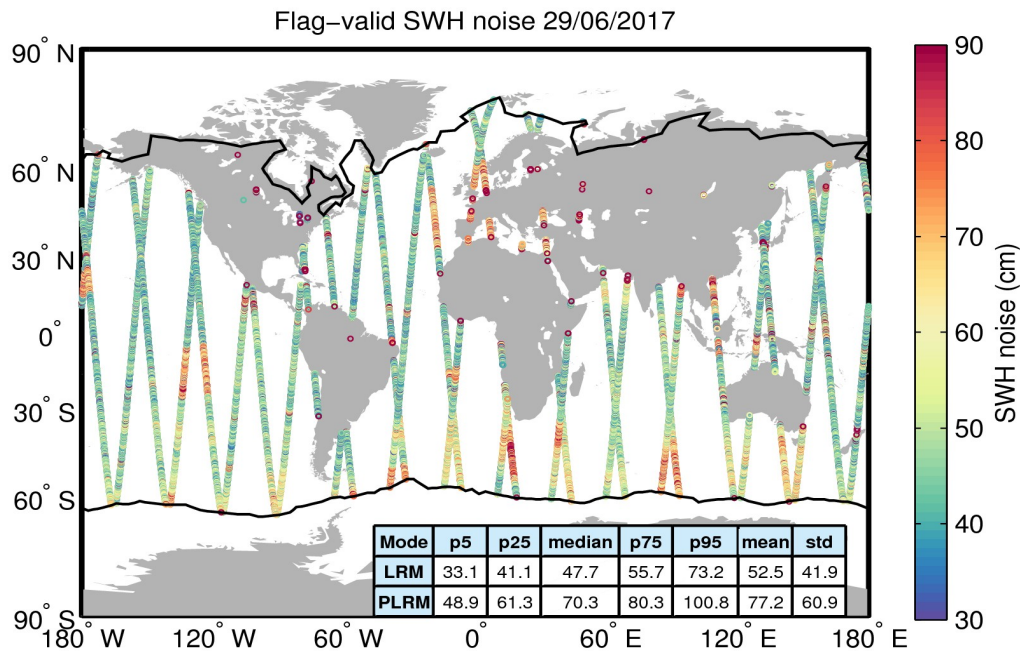 Flag−valid SWH noise 29/06/2017
90° N
60° N
30° N
0°
30° S
60° S
90° S
180° W
120° W
60° W
0°
60° E
120° E
180° E
Mode p5 p25 median p75 p95 mean std
LRM 33.1 41.1 47.7 55.7 73.2 52.5 41.9
PLRM 48.9 61.3 70.3 80.3 100.8 77.2 60.9
90
80
70
60
50
40
30
SWH noise (cm)